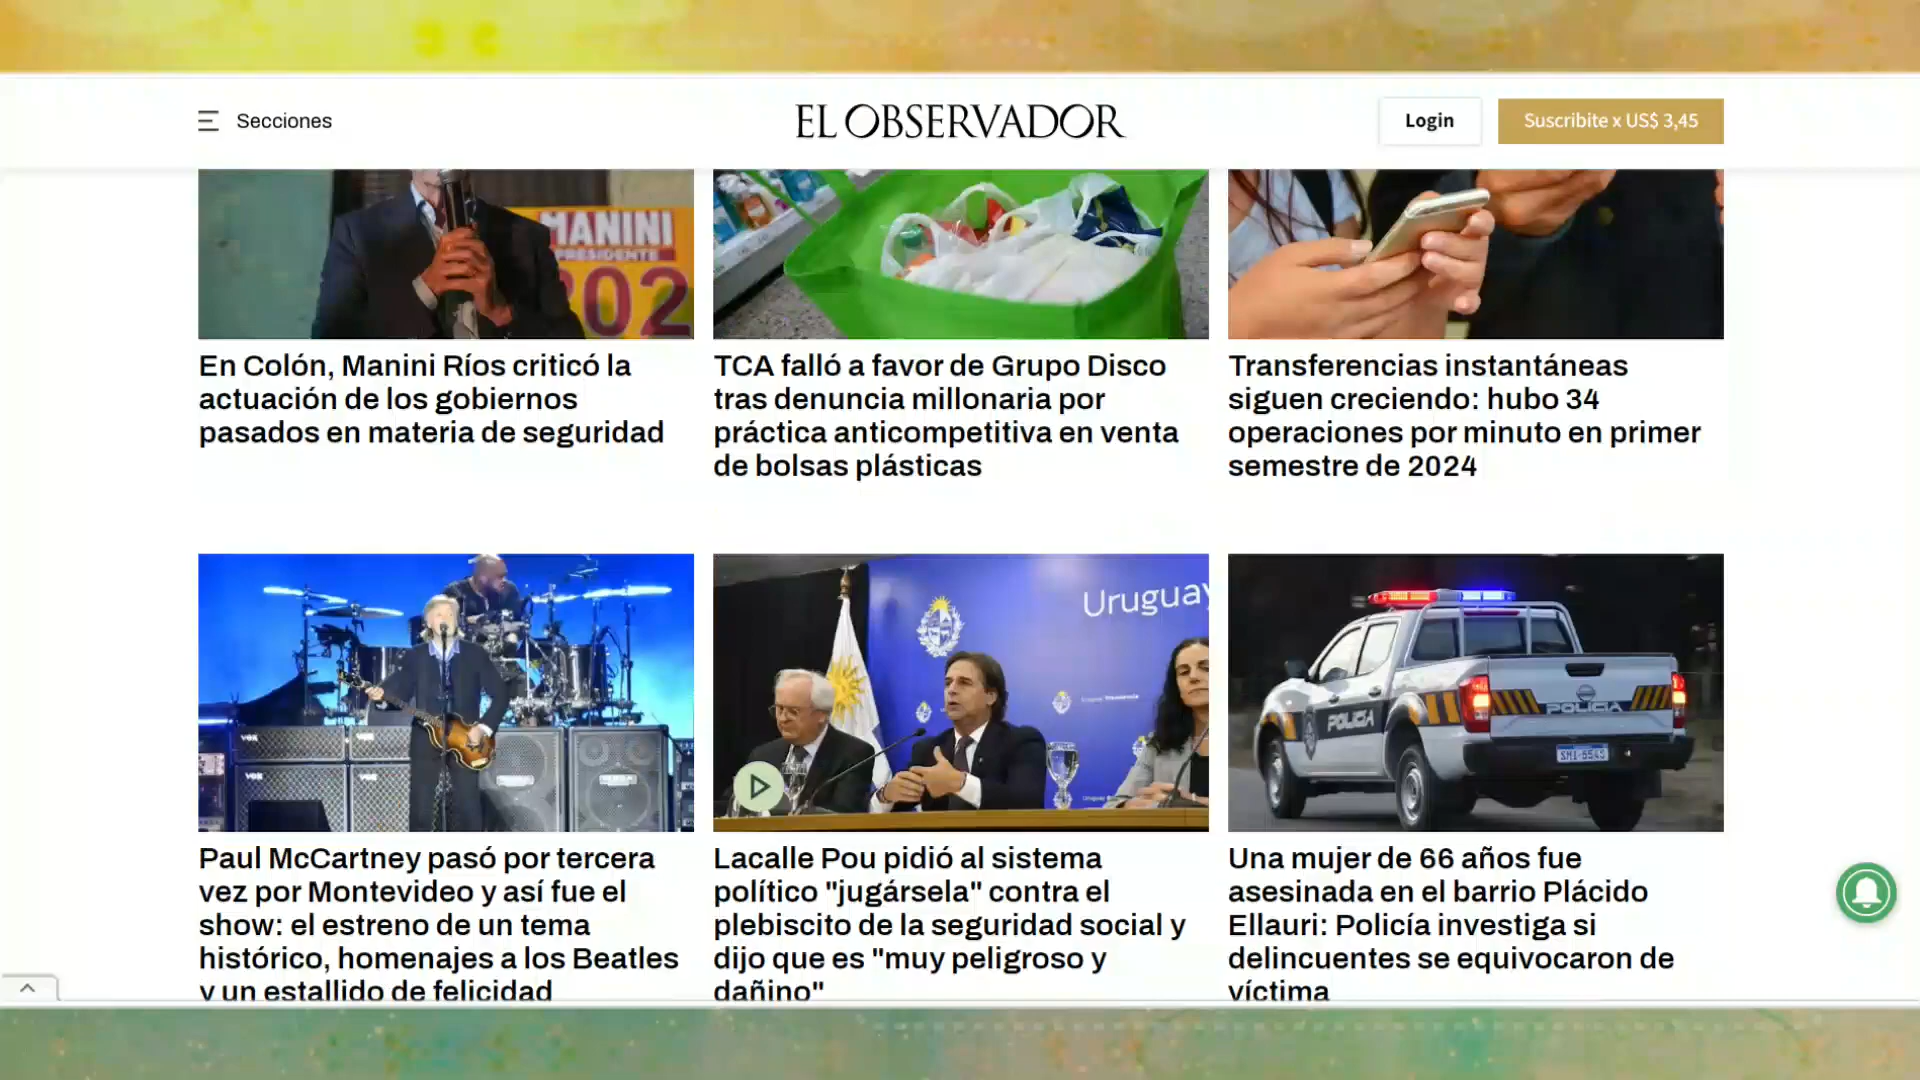 Secciones
EL OBSERVADOR
Login
Suscribite x US$ 3,45
MANINI
PRESIDENTE
202
En Colón, Manini Ríos criticó la
actuación de los gobiernos
pasados en materia de seguridad
TCA falló a favor de Grupo Disco
tras denuncia millonaria por
práctica anticompetitiva en venta
de bolsas plásticas
Transferencias instantáneas
siguen creciendo: hubo 34
operaciones por minuto en primer
semestre de 2024
VOX
VOX
VOX
VOX
Uruguay
POLICIA
POLICIA
Paul McCartney pasó por tercera
vez por Montevideo y así fue el
show: el estreno de un tema
histórico, homenajes a los Beatles
y un estallido de felicidad
Lacalle Pou pidió al sistema
político "jugársela" contra el
plebiscito de la seguridad social y
dijo que es "muy peligroso y
dañino"
Una mujer de 66 años fue
asesinada en el barrio Plácido
Ellauri: Policía investiga si
delincuentes se equivocaron de
víctima